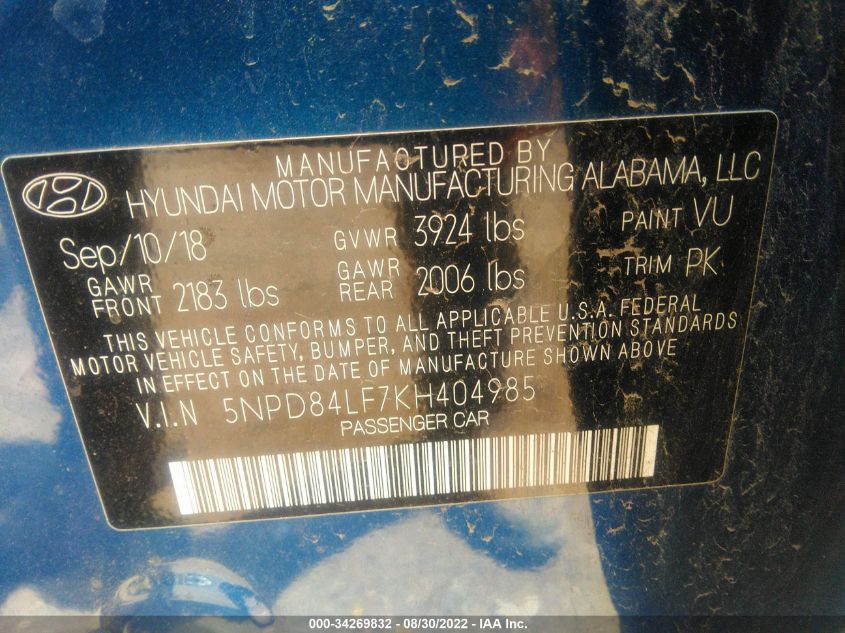 MANUFACTURED BY
HYUNDAI MOTOR MANUFACTURING ALABAMA, LLC
Sep/10/18 GVWR 3924 lbs PAINT VU
GAWR FRONT 2183 lbs GAWR REAR 2006 lbs TRIM PK
THIS VEHICLE CONFORMS TO ALL APPLICABLE U.S.A. FEDERAL
MOTOR VEHICLE SAFETY, BUMPER, AND THEFT PREVENTION STANDARDS
IN EFFECT ON THE DATE OF MANUFACTURE SHOWN ABOVE
V.I.N 5NPD84LF7KH404985
PASSENGER CAR
000-34269832 - 08/30/2022 - IAA Inc.